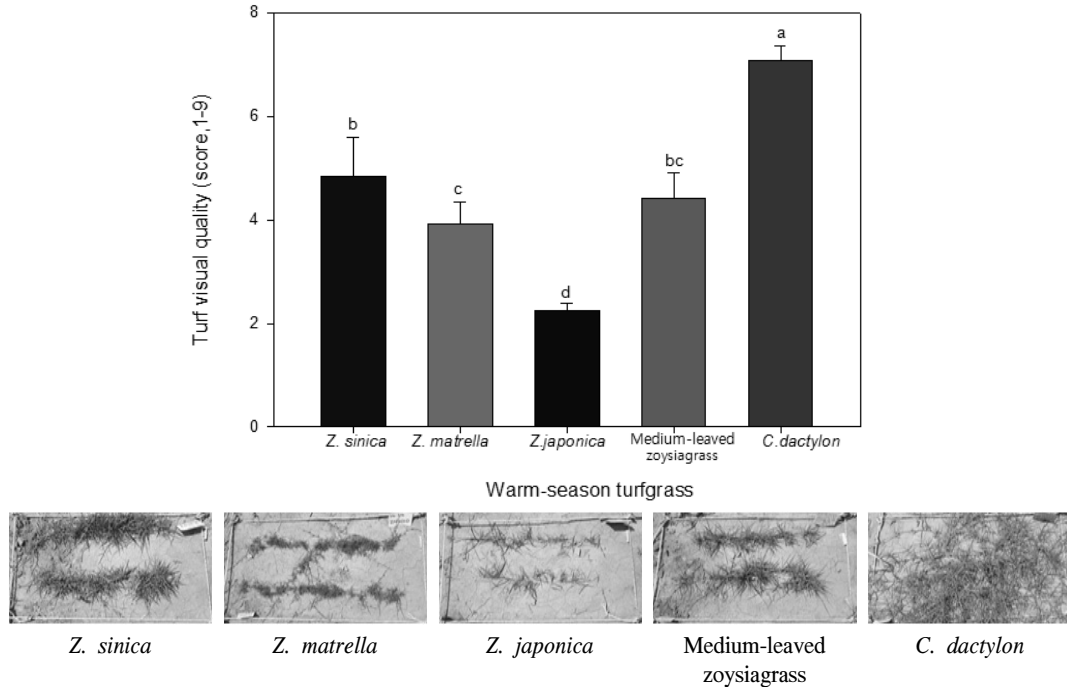 8
6
4
2
0
Turf visual quality (score,1-9)
b
c
d
bc
a
Z. sinica
Z. matrella
Z.japonica
Medium-leaved
zoysiagrass
C.dactylon
Warm-season turfgrass
Z. sinica
Z. matrella
Z. japonica
Medium-leaved
zoysiagrass
C. dactylon